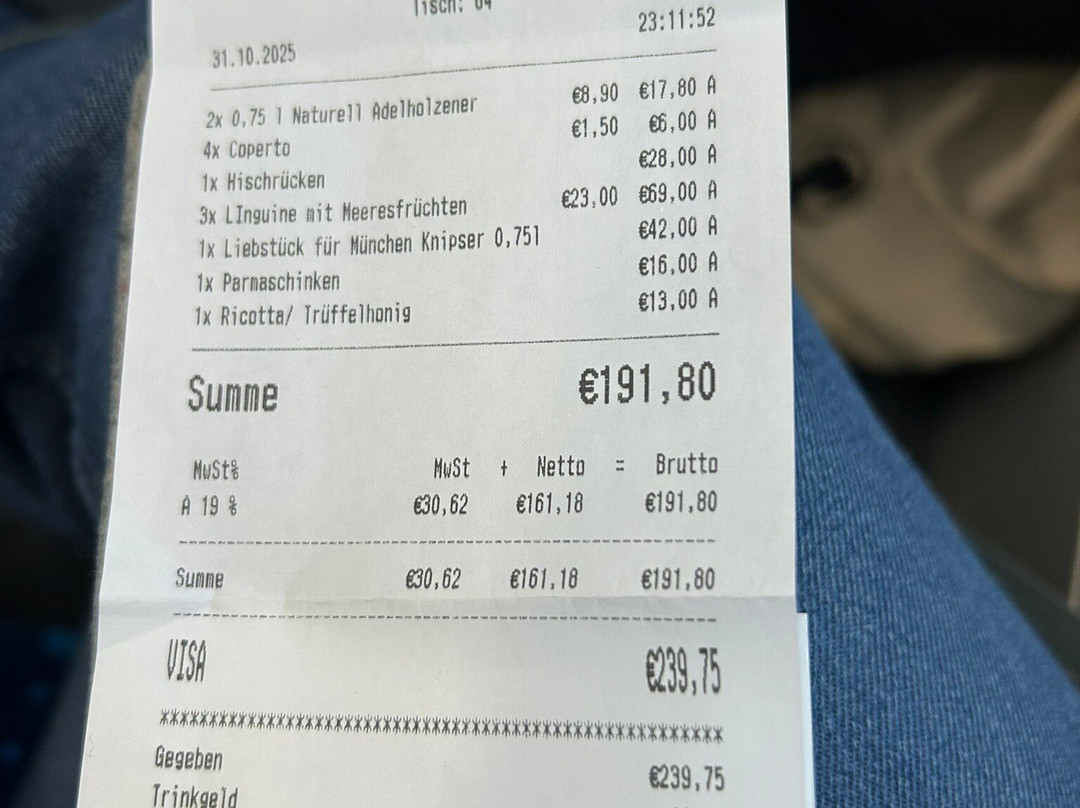 Tisch: 04
23:11:52
31.10.2025
2x 0,75 l Naturell Adelholzener €8,90 €17,80 A
4x Coperto €1,50 €6,00 A
1x Hischrücken €28,00 A
3x LInguine mit Meeresfrüchten €23,00 €69,00 A
1x Liebstück für München Knipser 0,75l €42,00 A
1x Parmaschinken €16,00 A
1x Ricotta/ Trüffelhonig €13,00 A
Summe €191,80
MwSt% MwSt + Netto = Brutto
A 19 % €30,62 €161,18 €191,80
Summe €30,62 €161,18 €191,80
VISA €239,75
************************************************
Gegeben €239,75
Trinkgeld